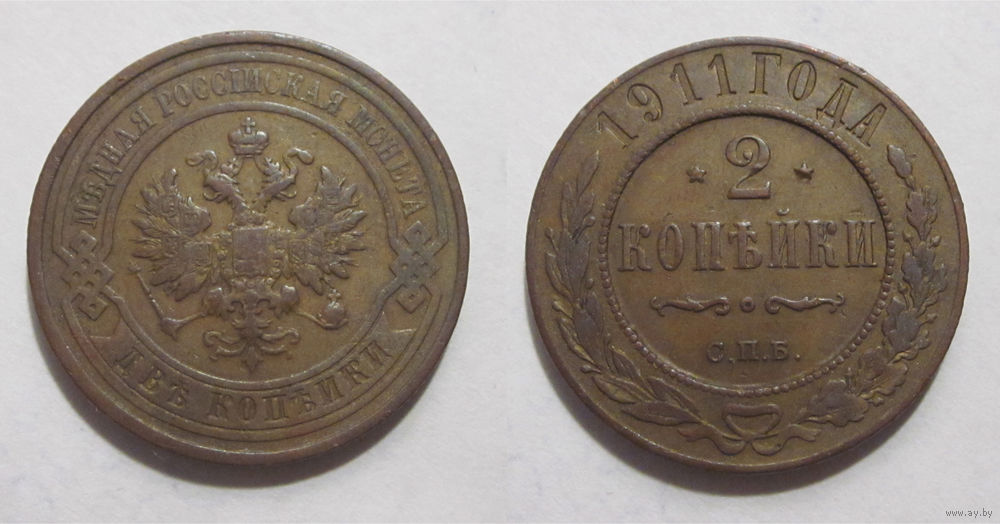 МѢДНАЯ РОССІЙСКАЯ МОНЕТА
ДВѢ КОПѢЙКИ
1911 ГОДА
2
КОПѢЙКИ
С.П.Б.
www.ay.by